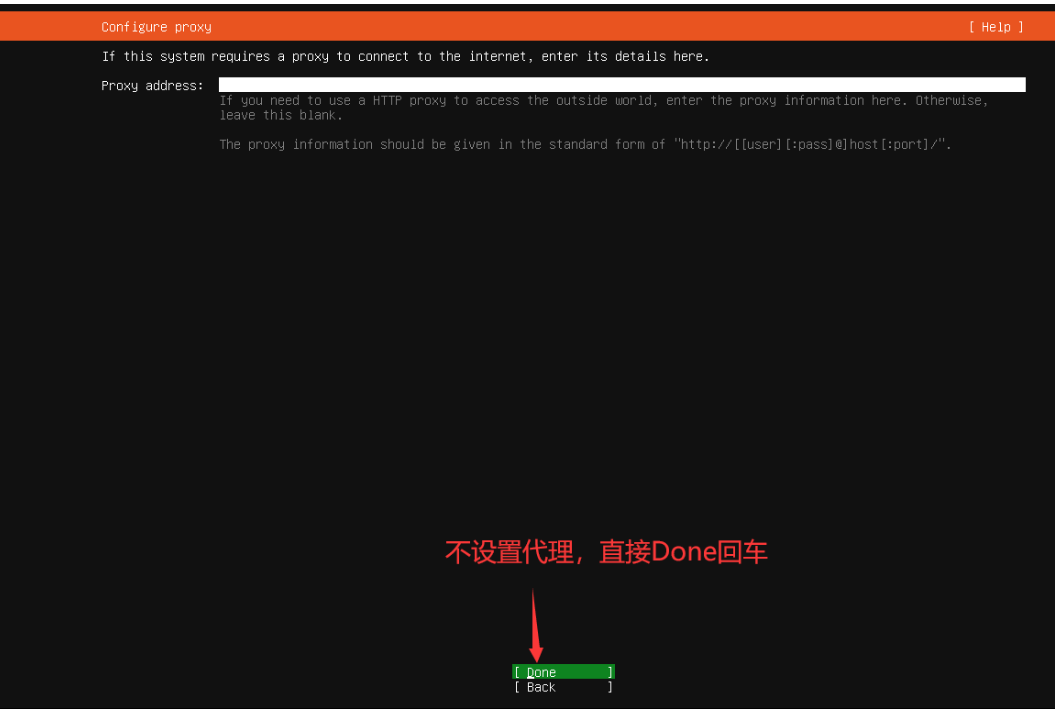 Configure proxy [ Help ]
If this system requires a proxy to connect to the internet, enter its details here.
Proxy address:
If you need to use a HTTP proxy to access the outside world, enter the proxy information here. Otherwise,
leave this blank.
The proxy information should be given in the standard form of "http://[[user][:pass]@]host[:port]/".
不设置代理，直接Done回车
[ Done ]
[ Back ]